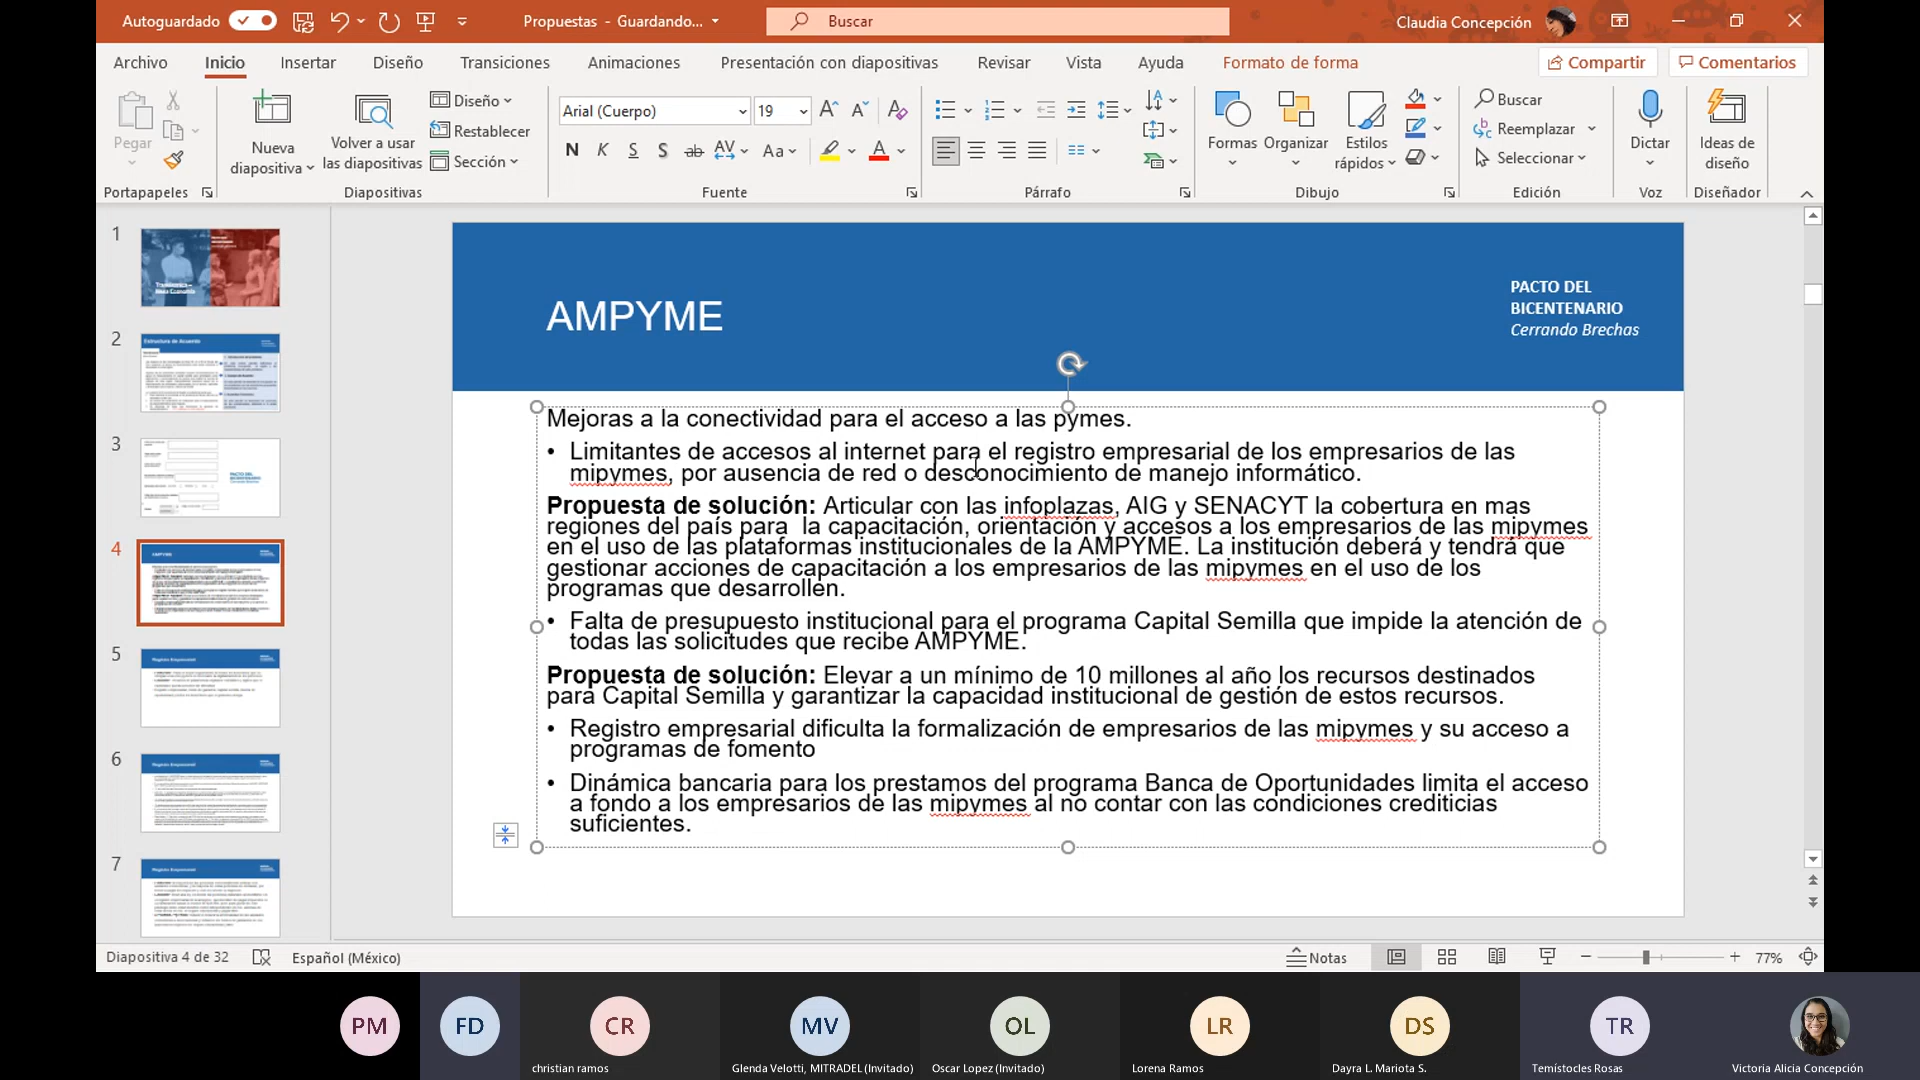 Autoguardado
Propuestas - Guardando...
Buscar
Claudia Concepción
Archivo
Inicio
Insertar
Diseño
Transiciones
Animaciones
Presentación con diapositivas
Revisar
Vista
Ayuda
Formato de forma
Compartir
Comentarios
Pegar
Portapapeles
Nueva
diapositiva
Volver a usar
las diapositivas
Diseño
Restablecer
Sección
Diapositivas
Arial (Cuerpo)
19
N K S S ab AV Aa A
Fuente
Párrafo
Formas
Organizar
Estilos
rápidos
Dibujo
Buscar
Reemplazar
Seleccionar
Edición
Dictar
Voz
Ideas de
diseño
Diseñador
1
2
Estructura de Acuerdo
3
4
5
6
7
AMPYME
PACTO DEL
BICENTENARIO
Cerrando Brechas
Mejoras a la conectividad para el acceso a las pymes.
• Limitantes de accesos al internet para el registro empresarial de los empresarios de las
mipymes, por ausencia de red o desconocimiento de manejo informático.
Propuesta de solución: Articular con las infoplazas, AIG y SENACYT la cobertura en mas
regiones del país para  la capacitación, orientación y accesos a los empresarios de las mipymes
en el uso de las plataformas institucionales de la AMPYME. La institución deberá y tendrá que
gestionar acciones de capacitación a los empresarios de las mipymes en el uso de los
programas que desarrollen.
• Falta de presupuesto institucional para el programa Capital Semilla que impide la atención de
todas las solicitudes que recibe AMPYME.
Propuesta de solución: Elevar a un mínimo de 10 millones al año los recursos destinados
para Capital Semilla y garantizar la capacidad institucional de gestión de estos recursos.
• Registro empresarial dificulta la formalización de empresarios de las mipymes y su acceso a
programas de fomento
• Dinámica bancaria para los prestamos del programa Banca de Oportunidades limita el acceso
a fondo a los empresarios de las mipymes al no contar con las condiciones crediticias
suficientes.
Diapositiva 4 de 32
Español (México)
Notas
77%
PM
FD
CR
MV
OL
LR
DS
TR
christian ramos
Glenda Velotti, MITRADEL (Invitado)
Oscar Lopez (Invitado)
Lorena Ramos
Dayra L. Mariota S.
Temístocles Rosas
Victoria Alicia Concepción